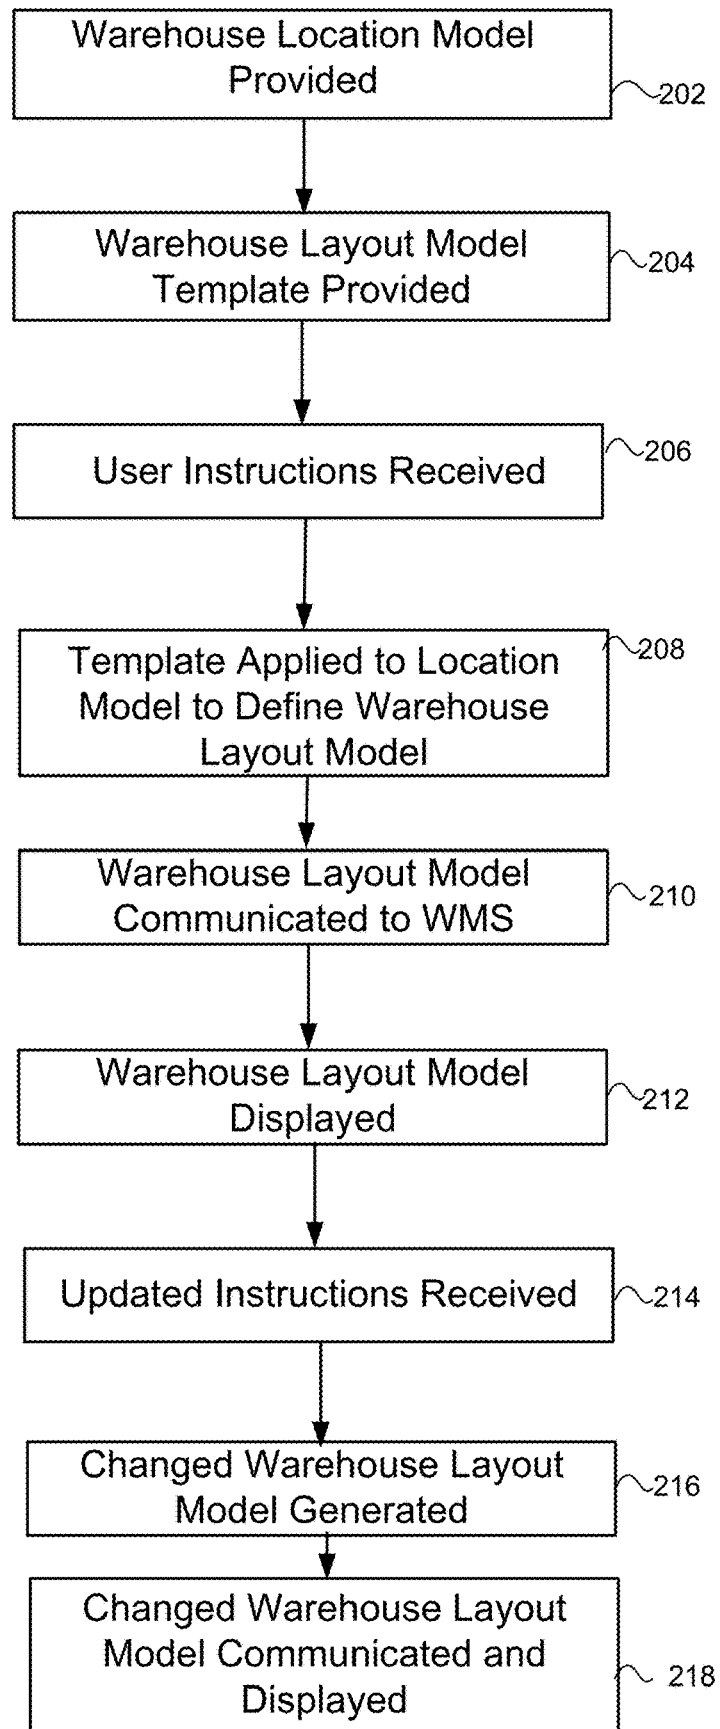 Warehouse Location Model
Provided
202
Warehouse Layout Model
Template Provided
204
User Instructions Received
206
Template Applied to Location
Model to Define Warehouse
Layout Model
208
Warehouse Layout Model
Communicated to WMS
210
Warehouse Layout Model
Displayed
212
Updated Instructions Received
214
Changed Warehouse Layout
Model Generated
216
Changed Warehouse Layout
Model Communicated and
Displayed
218